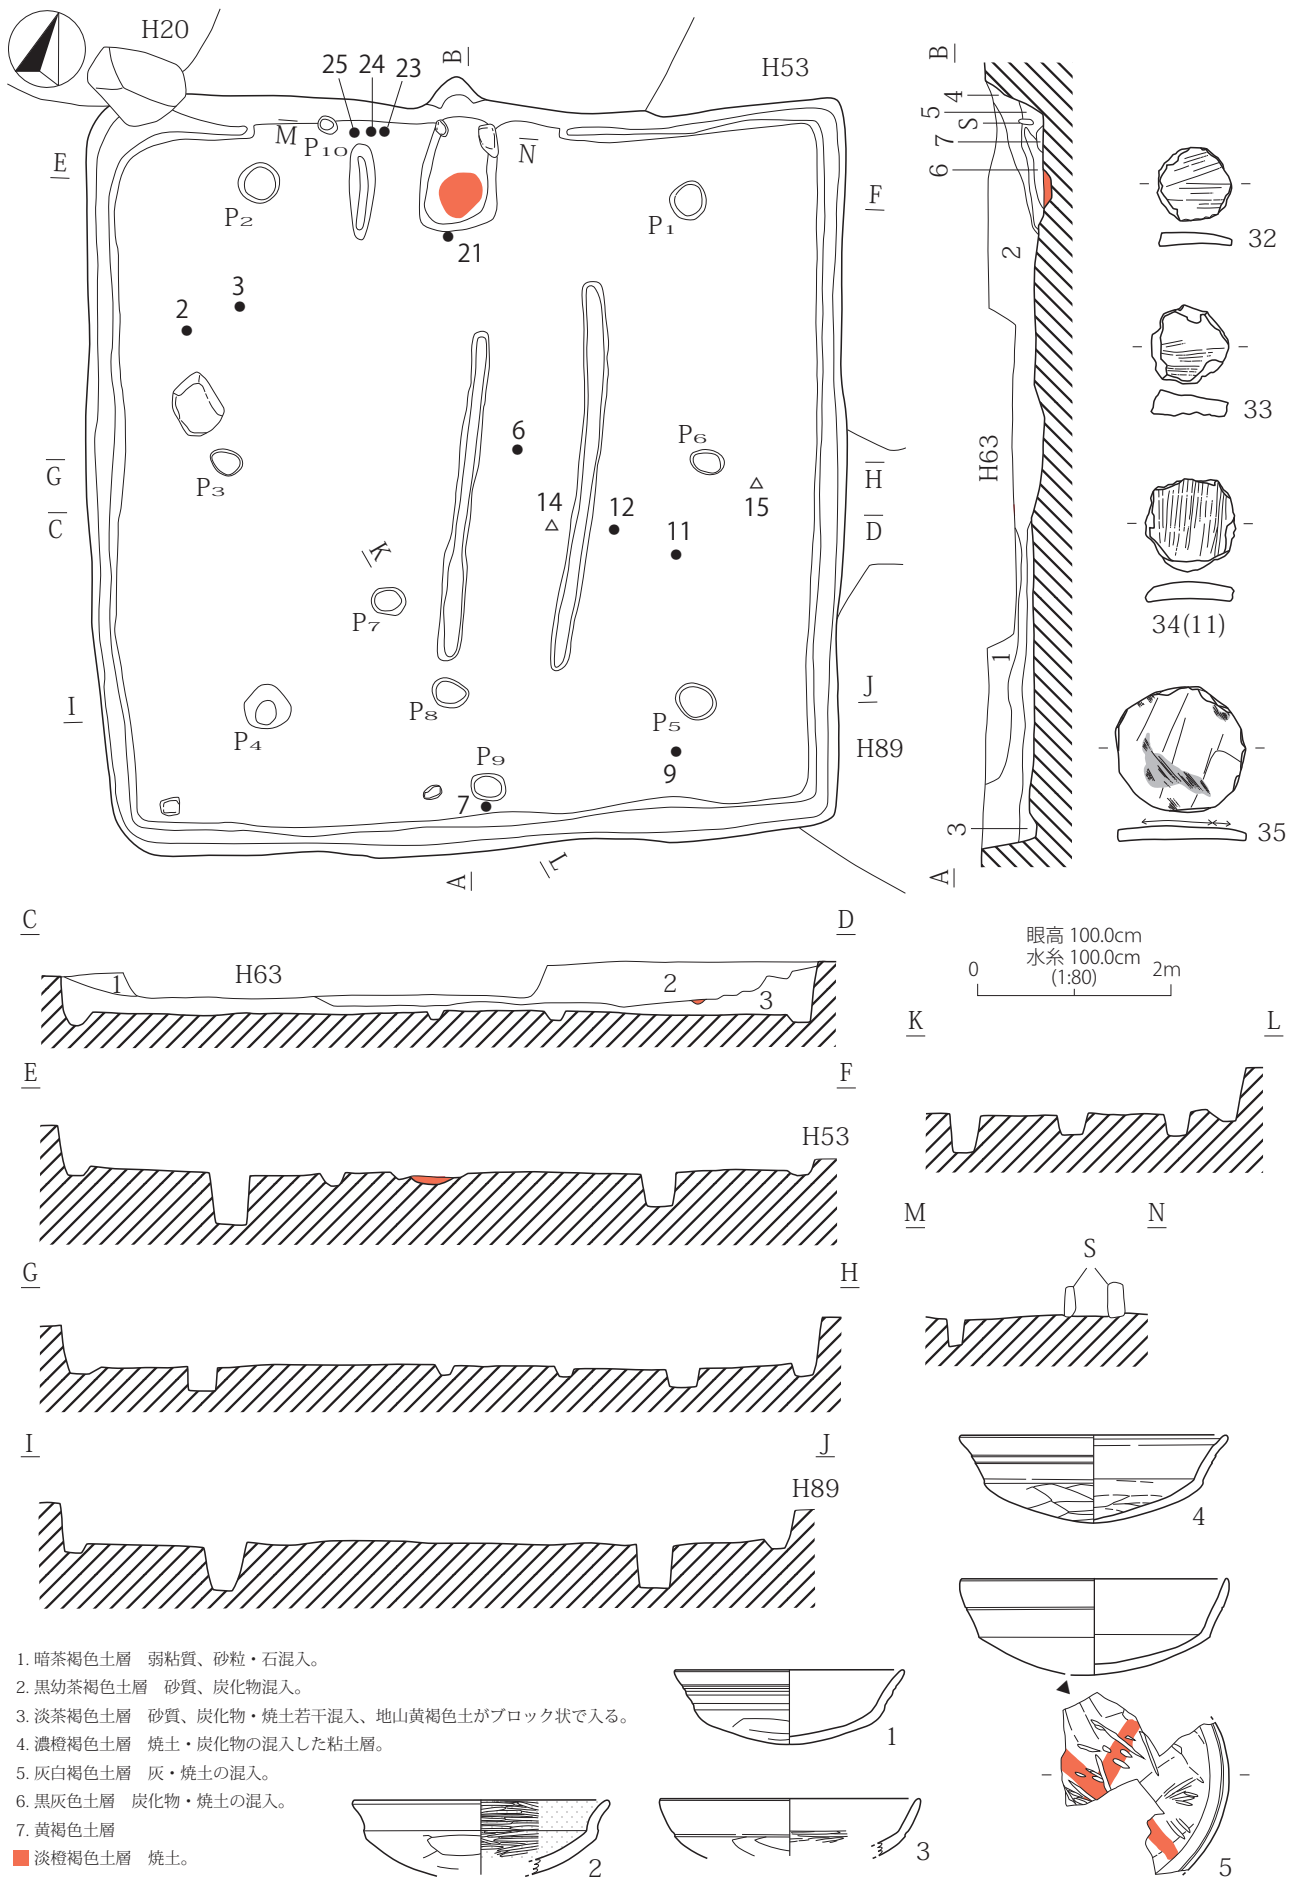 H20
B
H53
25 24 23
M
P10
N
E
P2
P1
F
21
2
3
6
P6
G
P3
14
12
15
H
C
11
D
K
P7
I
P4
P8
P5
J
P9
9
H89
7
A
L
B
4
5
S
7
6
2
H63
1
3
A
32
33
34(11)
35
C
D
1
H63
2
3
眼高 100.0cm
水糸 100.0cm
0 (1:80) 2m
K
L
E
F
H53
M
N
S
G
H
I
J
H89
4
1. 暗茶褐色土層 弱粘質、砂粒・石混入。
2. 黒幼茶褐色土層 砂質、炭化物混入。
3. 淡茶褐色土層 砂質、炭化物・焼土若干混入、地山黄褐色土がブロック状で入る。
4. 濃橙褐色土層 焼土・炭化物の混入した粘土層。
5. 灰白褐色土層 灰・焼土の混入。
6. 黒灰色土層 炭化物・焼土の混入。
7. 黄褐色土層
淡橙褐色土層 焼土。
1
2
3
5